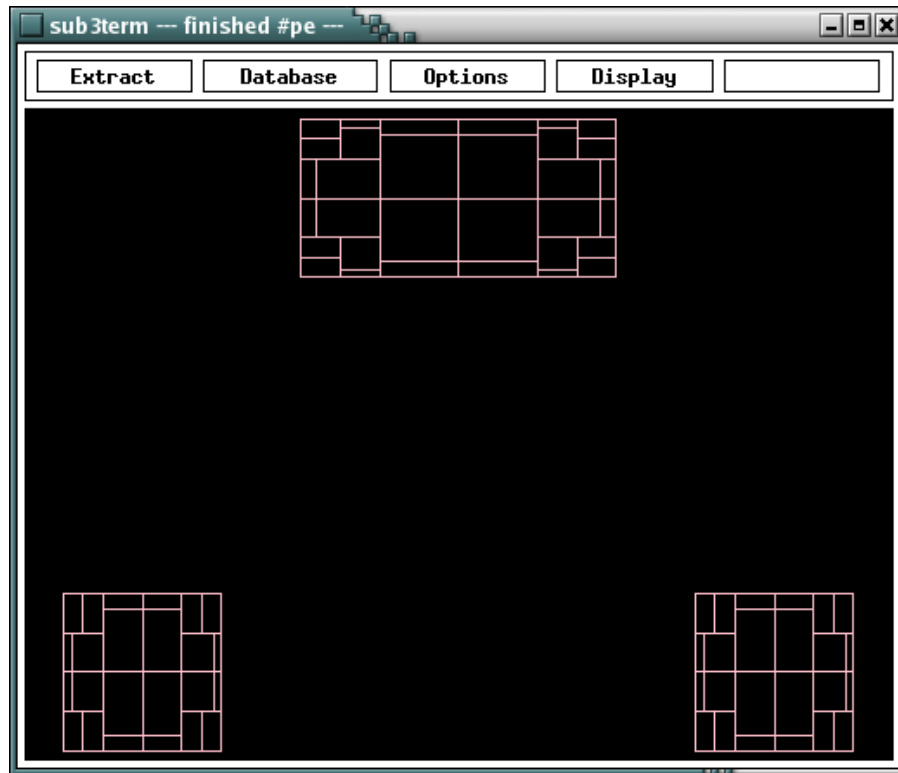 sub3term --- finished #pe ---
Extract Database Options Display